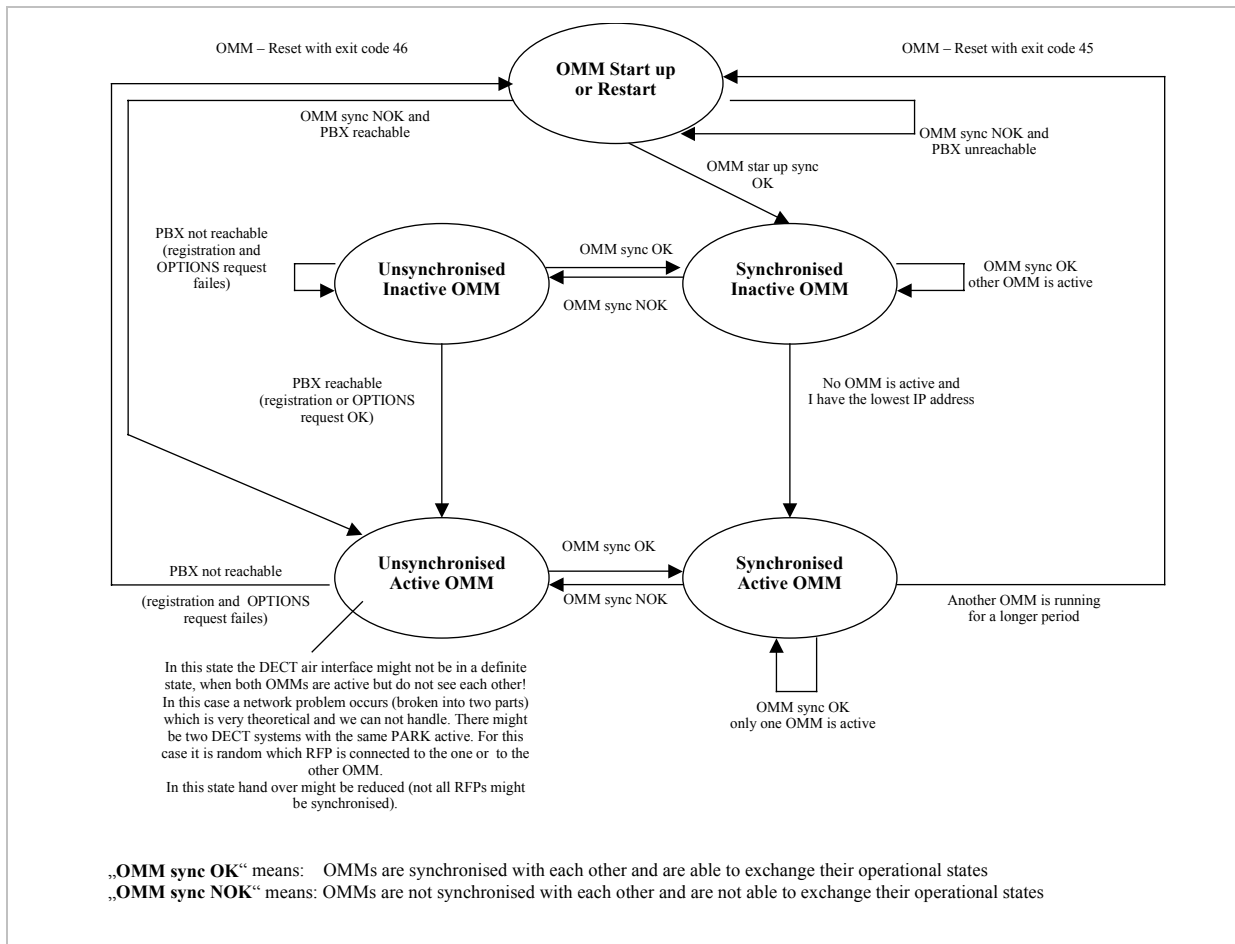 OMM – Reset with exit code 46
OMM – Reset with exit code 45
OMM Start up
or Restart
OMM sync NOK and
PBX reachable
OMM sync NOK and
PBX unreachable
OMM star up sync
OK
PBX not reachable
(registration and
OPTIONS request
failes)
Unsynchronised
Inactive OMM
OMM sync OK
OMM sync NOK
Synchronised
Inactive OMM
OMM sync OK
other OMM is active
PBX reachable
(registration or OPTIONS
request OK)
No OMM is active and
I have the lowest IP address
PBX not reachable
(registration and  OPTIONS
request failes)
Unsynchronised
Active OMM
OMM sync OK
OMM sync NOK
Synchronised
Active OMM
Another OMM is running
for a longer period
In this state the DECT air interface might not be in a definite
state, when both OMMs are active but do not see each other!
In this case a network problem occurs (broken into two parts)
which is very theoretical and we can not handle. There might
be two DECT systems with the same PARK active. For this
case it is random which RFP is connected to the one or  to the
other OMM.
In this state hand over might be reduced (not all RFPs might
be synchronised).
OMM sync OK
only one OMM is active
„OMM sync OK“ means:   OMMs are synchronised with each other and are able to exchange their operational states
„OMM sync NOK“ means: OMMs are not synchronised with each other and are not able to exchange their operational states